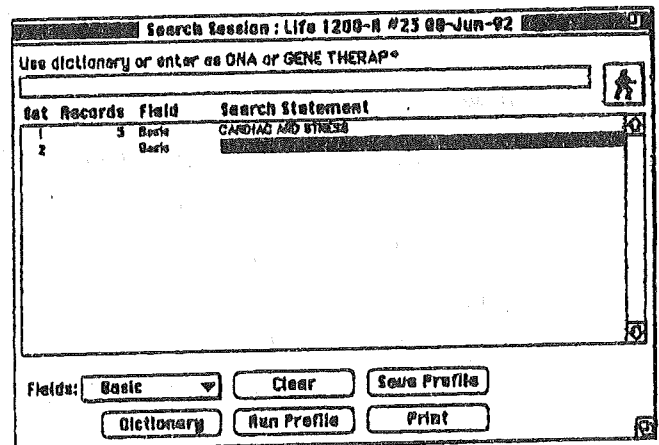 Search Session : Life 1200-N #23 08-Jun-92
Use dictionary or enter as DNA or GENE THERAP*
Set Records Field Search Statement
1 3 Basic CARDIAC AND STRESS
2 Basic
Fields: Basic Clear Save Profile
Dictionary Run Profile Print